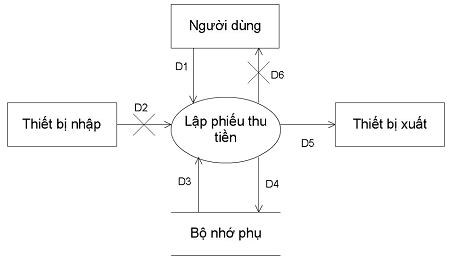 Người dùng
D1
D6
Thiết bị nhập
D2
Lập phiếu thu
tiền
D5
Thiết bị xuất
D3
D4
Bộ nhớ phụ